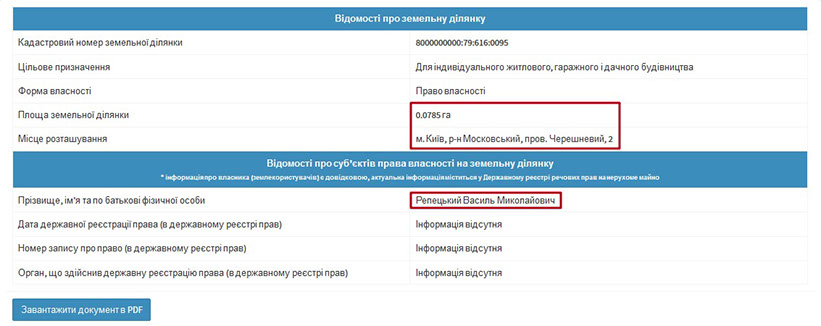 Відомості про земельну ділянку
Кадастровий номер земельної ділянки 8000000000:79:616:0095
Цільове призначення Для індивідуального житлового, гаражного і дачного будівництва
Форма власності Право власності
Площа земельної ділянки 0.0785 га
Місце розташування м. Київ, р-н Московський, пров. Черешневий, 2
Відомості про суб'єктів права власності на земельну ділянку
* інформація про власника (землекористувачів) є довідковою, актуальна інформація міститься у Державному реєстрі речових прав на нерухоме майно
Прізвище, ім'я та по батькові фізичної особи Репецький Василь Миколайович
Дата державної реєстрації права (в державному реєстрі прав) Інформація відсутня
Номер запису про право (в державному реєстрі прав) Інформація відсутня
Орган, що здійснив державну реєстрацію права (в державному реєстрі прав) Інформація відсутня
Завантажити документ в PDF